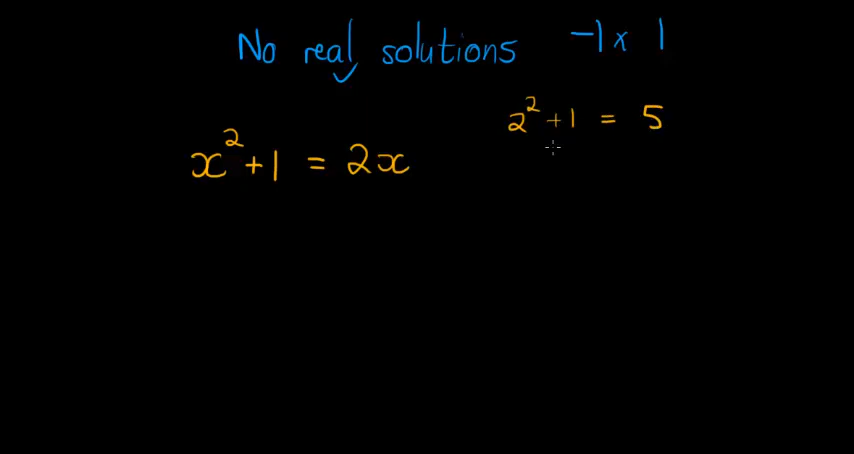 No real solutions -1 x 1
2² + 1 = 5
x² + 1 = 2x